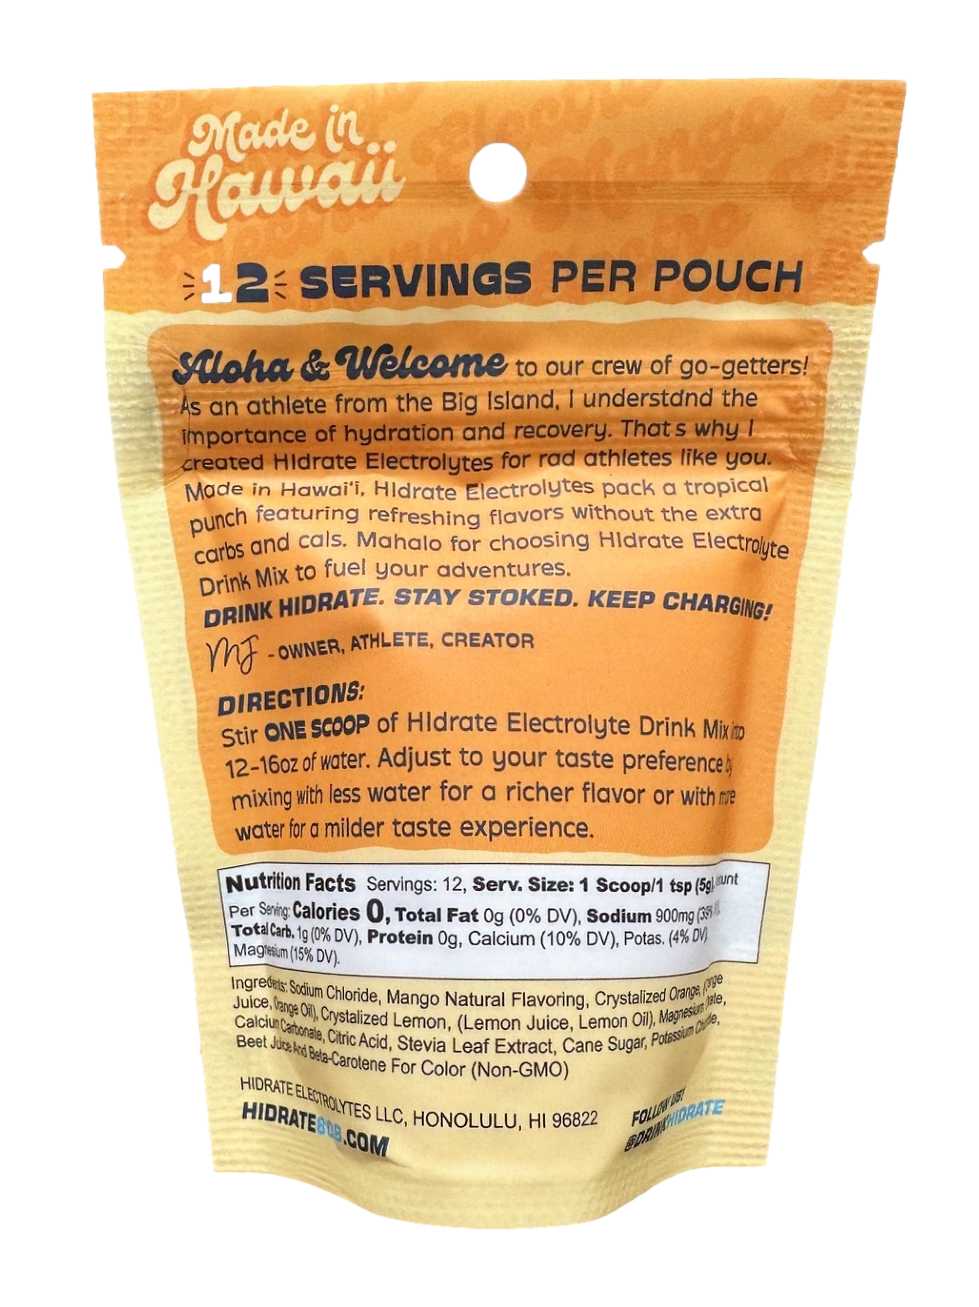 Made in
Hawaii
12 SERVINGS PER POUCH
Aloha & Welcome to our crew of go-getters!
As an athlete from the Big Island, I understand the
importance of hydration and recovery. That's why I
created HIdrate Electrolytes for rad athletes like you.
Made in Hawai'i, HIdrate Electrolytes pack a tropical
punch featuring refreshing flavors without the extra
carbs and cals. Mahalo for choosing HIdrate Electrolyte
Drink Mix to fuel your adventures.
DRINK HIDRATE. STAY STOKED. KEEP CHARGING!
MJ - OWNER, ATHLETE, CREATOR
DIRECTIONS:
Stir ONE SCOOP of HIdrate Electrolyte Drink Mix into
12-16oz of water. Adjust to your taste preference by
mixing with less water for a richer flavor or with more
water for a milder taste experience.
Nutrition Facts Servings: 12, Serv. Size: 1 Scoop/1 tsp (5g),
Per Serving: Calories 0, Total Fat 0g (0% DV), Sodium 900mg
Total Carb. 1g (0% DV), Protein 0g, Calcium (10% DV), Potas. (4% DV)
Magnesium (15% DV).
Ingredients: Sodium Chloride, Mango Natural Flavoring, Crystalized Orange,
Juice, Orange Oil), Crystalized Lemon, (Lemon Juice, Lemon Oil), Magnesium
Calcium Carbonate, Citric Acid, Stevia Leaf Extract, Cane Sugar, Potassium
Beet Juice And Beta-Carotene For Color (Non-GMO)
HIDRATE ELECTROLYTES LLC, HONOLULU, HI 96822
HIDRATE808.COM
FOLLOW US!
@DRINKHIDRATE